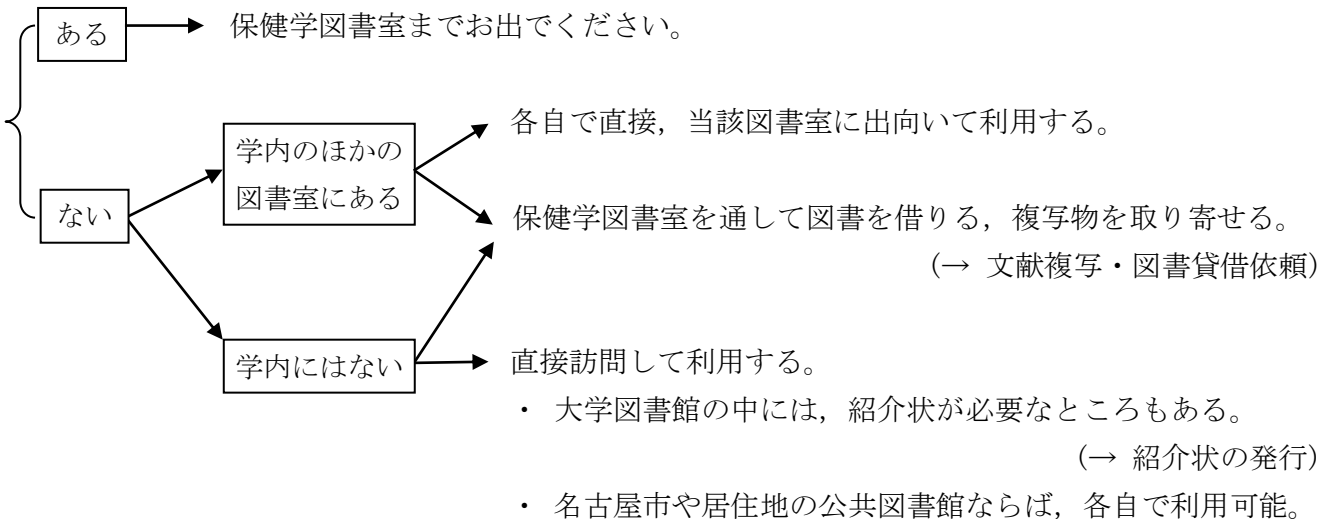 ある
保健学図書室までお出でください。
各自で直接，当該図書室に出向いて利用する。
学内のほかの
図書室にある
ない
保健学図書室を通して図書を借りる，複写物を取り寄せる。
(→ 文献複写・図書貸借依頼)
学内にはない
直接訪問して利用する。
・ 大学図書館の中には，紹介状が必要なところもある。
(→ 紹介状の発行)
・ 名古屋市や居住地の公共図書館ならば，各自で利用可能。